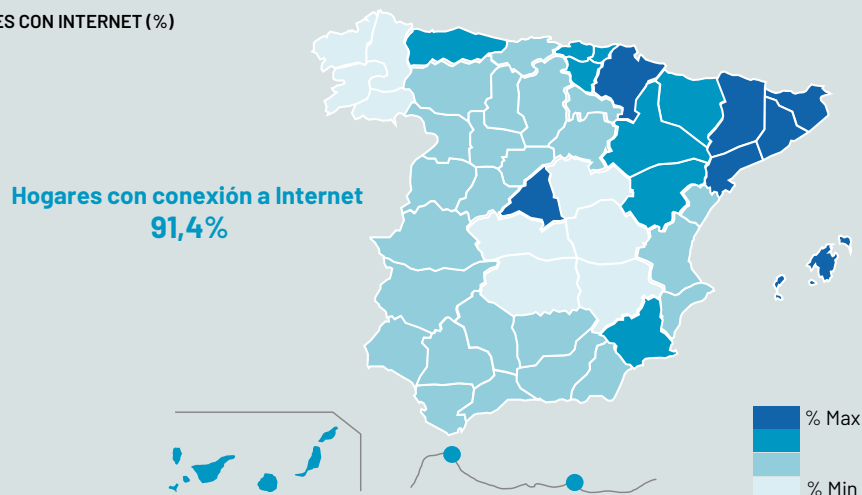 ES CON INTERNET (%)
Hogares con conexión a Internet
91,4%
% Max
% Min